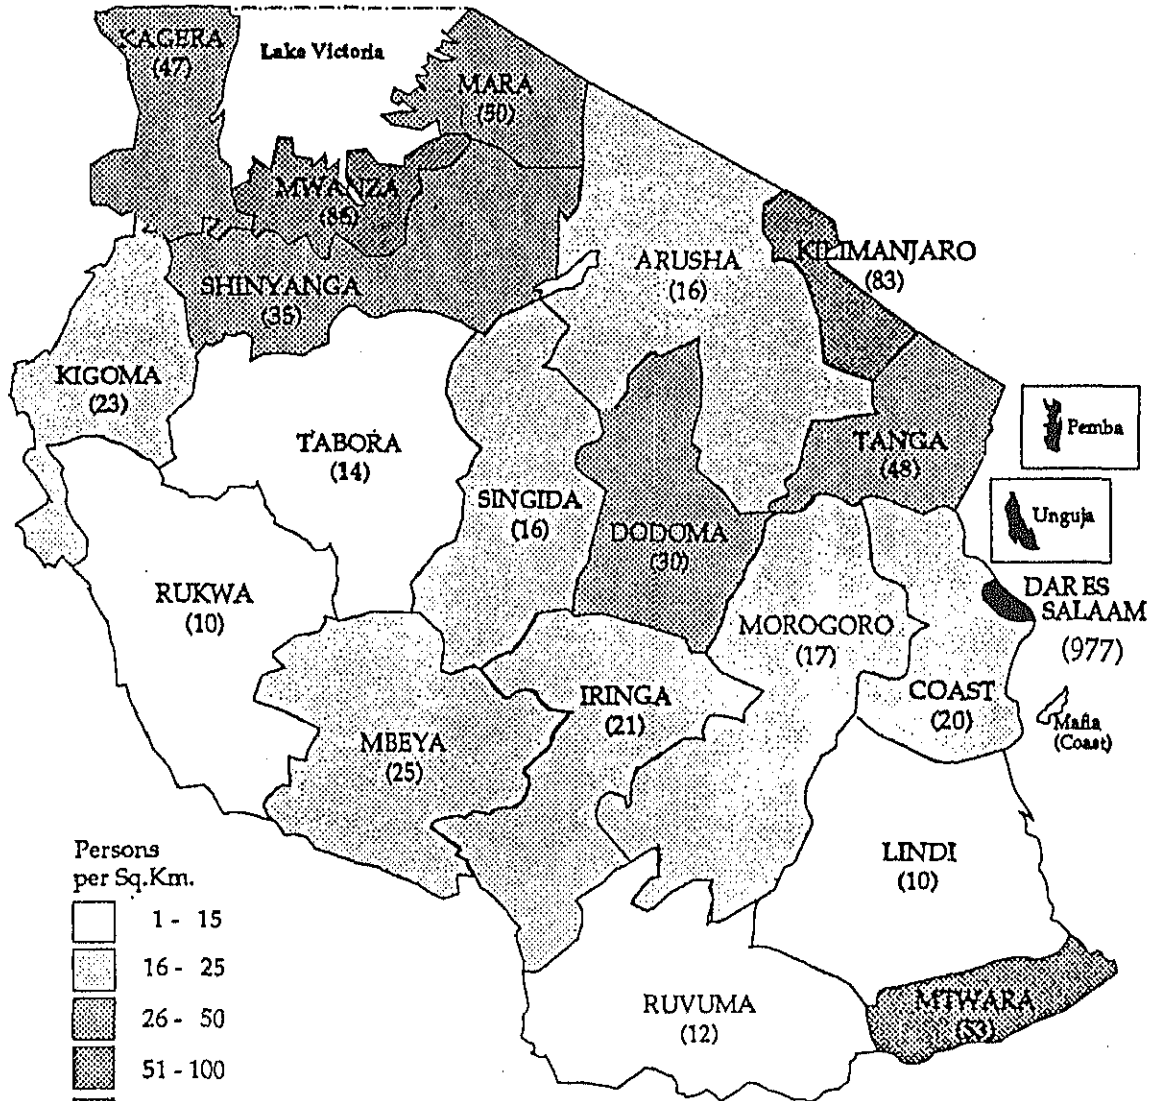 KAGERA
(47)
Lake Victoria
MARA
(50)
MWANZA
(86)
SHINYANGA
(35)
ARUSHA
(16)
KILIMANJARO
(83)
KIGOMA
(23)
TABORA
(14)
SINGIDA
(16)
DODOMA
(30)
TANGA
(48)
Pemba
Unguja
RUKWA
(10)
MOROGORO
(17)
DAR ES
SALAAM
(977)
COAST
(20)
Mafia
(Coast)
IRINGA
(21)
MBEYA
(25)
LINDI
(10)
RUVUMA
(12)
MTWARA
(53)
Persons
per Sq.Km.
1 - 15
16 - 25
26 - 50
51 - 100